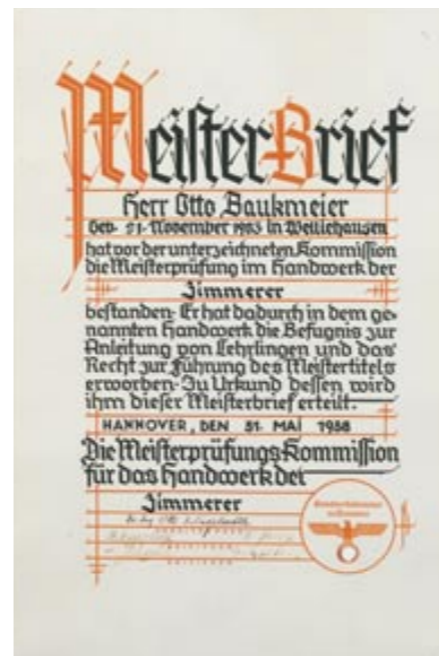 MeisterBrief
Herr Otto Baukmeier
Geb. 21. November 1903 in Welliehausen
hat vor der unterzeichneten Kommission
die Meisterprüfung im Handwerk der
Zimmerer
bestanden. Er hat dadurch in dem ge-
nannten Handwerk die Befugnis zur
Anleitung von Lehrlingen und das
Recht zur Führung des Meistertitels
erworben. Zu Urkund dessen wird
ihm dieser Meisterbrief erteilt.
HANNOVER, DEN 31. MAI 1938
Die Meisterprüfungs-Kommission
für das Handwerk der
Zimmerer